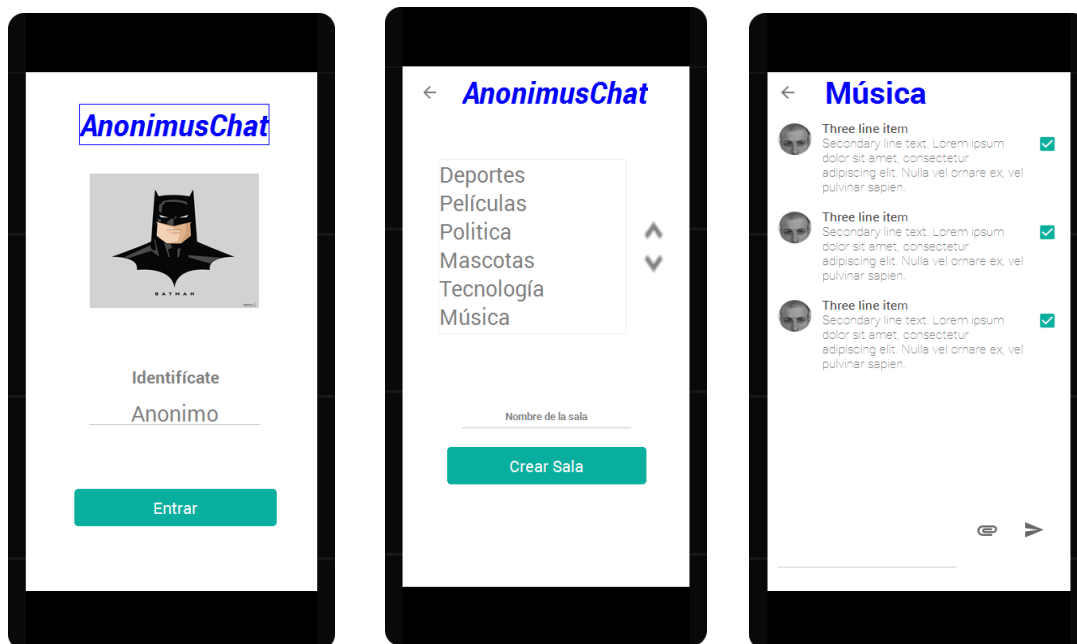 AnonimusChat
BATMAN
Identifícate
Anonimo
Entrar
AnonimusChat
Deportes
Películas
Politica
Mascotas
Tecnología
Música
Nombre de la sala
Crear Sala
Música
Three line item
Secondary line text. Lorem ipsum
dolor sit amet, consectetur
adipiscing elit. Nulla vel ornare ex, vel
pulvinar sapien.
Three line item
Secondary line text. Lorem ipsum
dolor sit amet, consectetur
adipiscing elit. Nulla vel ornare ex, vel
pulvinar sapien.
Three line item
Secondary line text. Lorem ipsum
dolor sit amet, consectetur
adipiscing elit. Nulla vel ornare ex, vel
pulvinar sapien.